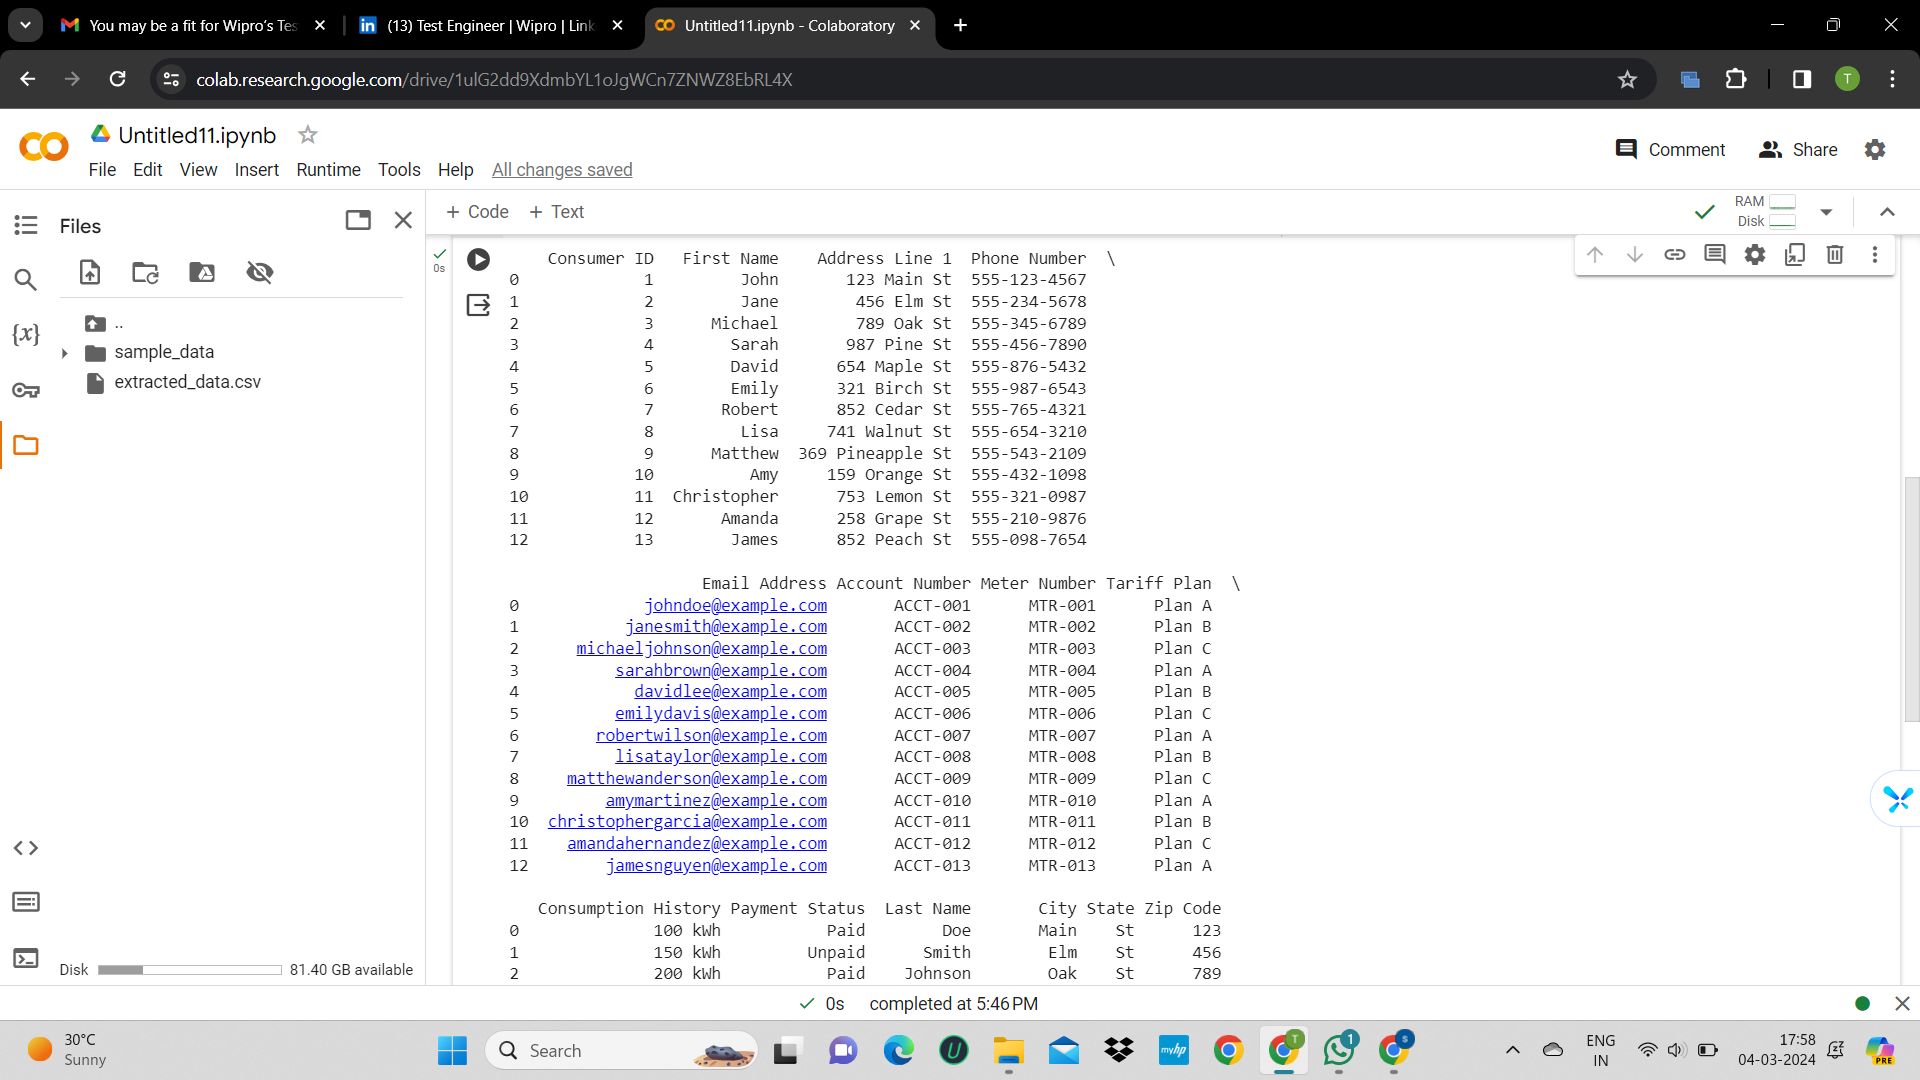 You may be a fit for Wipro's Tes
(13) Test Engineer | Wipro | Link
Untitled11.ipynb - Colaboratory
colab.research.google.com/drive/1ulG2dd9XdmbYL1oJgWCn7ZNWZ8EbRL4X
T
Untitled11.ipynb
Comment
Share
File Edit View Insert Runtime Tools Help All changes saved
Files
+ Code + Text
RAM
Disk
..
sample_data
extracted_data.csv
0s
Consumer ID First Name Address Line 1 Phone Number \
0 1 John 123 Main St 555-123-4567
1 2 Jane 456 Elm St 555-234-5678
2 3 Michael 789 Oak St 555-345-6789
3 4 Sarah 987 Pine St 555-456-7890
4 5 David 654 Maple St 555-876-5432
5 6 Emily 321 Birch St 555-987-6543
6 7 Robert 852 Cedar St 555-765-4321
7 8 Lisa 741 Walnut St 555-654-3210
8 9 Matthew 369 Pineapple St 555-543-2109
9 10 Amy 159 Orange St 555-432-1098
10 11 Christopher 753 Lemon St 555-321-0987
11 12 Amanda 258 Grape St 555-210-9876
12 13 James 852 Peach St 555-098-7654
Email Address Account Number Meter Number Tariff Plan \
0 johndoe@example.com ACCT-001 MTR-001 Plan A
1 janesmith@example.com ACCT-002 MTR-002 Plan B
2 michaeljohnson@example.com ACCT-003 MTR-003 Plan C
3 sarahbrown@example.com ACCT-004 MTR-004 Plan A
4 davidlee@example.com ACCT-005 MTR-005 Plan B
5 emilydavis@example.com ACCT-006 MTR-006 Plan C
6 robertwilson@example.com ACCT-007 MTR-007 Plan A
7 lisataylor@example.com ACCT-008 MTR-008 Plan B
8 matthewanderson@example.com ACCT-009 MTR-009 Plan C
9 amymartinez@example.com ACCT-010 MTR-010 Plan A
10 christophergarcia@example.com ACCT-011 MTR-011 Plan B
11 amandahernandez@example.com ACCT-012 MTR-012 Plan C
12 jamesnguyen@example.com ACCT-013 MTR-013 Plan A
Consumption History Payment Status Last Name City State Zip Code
0 100 kWh Paid Doe Main St 123
1 150 kWh Unpaid Smith Elm St 456
2 200 kWh Paid Johnson Oak St 789
Disk 81.40 GB available
0s completed at 5:46 PM
30°C
Sunny
Search
myhp
T
1
S
ENG
IN
17:58
04-03-2024
PRE